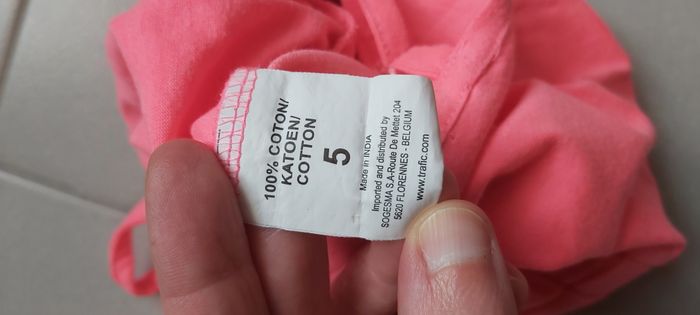 100% COTON/
KATOEN/
COTTON
5
Made in INDIA
Imported and distributed by
SOGESMA S.A-Route De Mettet 204
5620 FLORENNES - BELGIUM
www.trafic.com